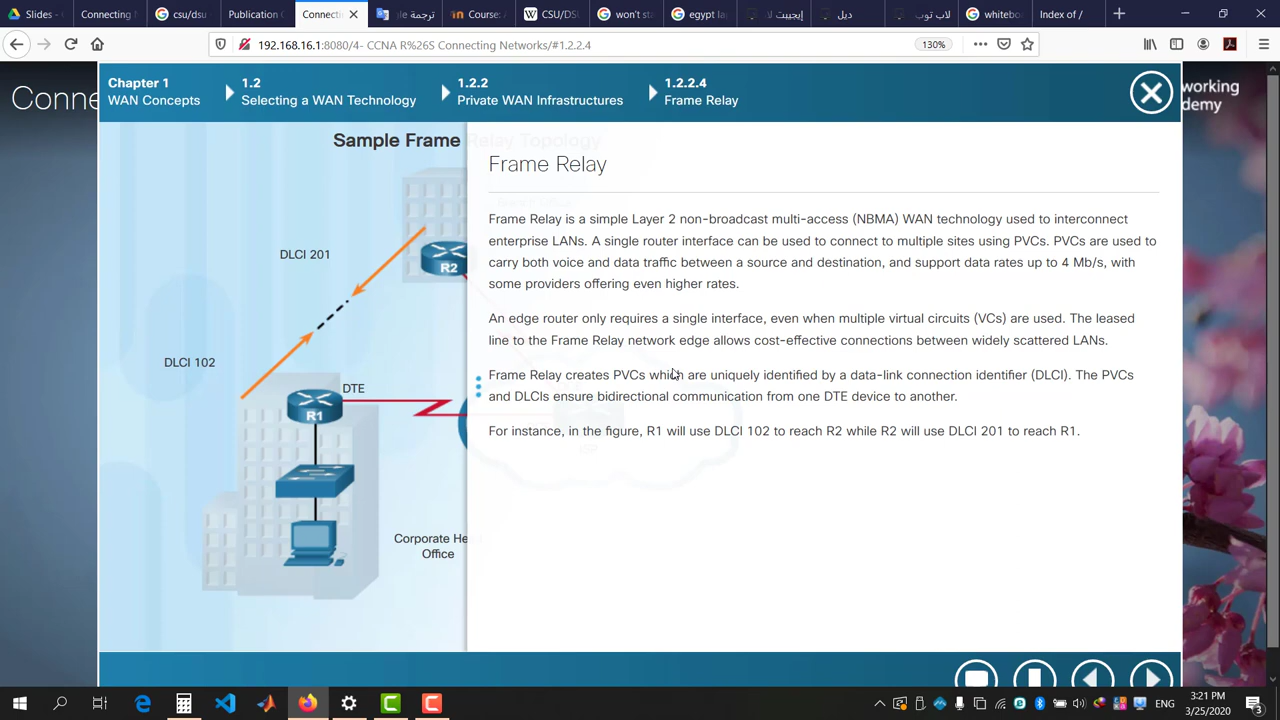 Slides -
Connecting N
csu/dsu
Publication C
Connecti
ترجمة
gle
Course:
CSU/DS
won't sta
egypt lap
إيجيبت لا
ديل
لاب توب
whiteboa
Index of /
192.168.16.1:8080/4- CCNA R%26S Connecting Networks/#1.2.2.4
130%
Conne
working
demy
Chapter 1
WAN Concepts
1.2
Selecting a WAN Technology
1.2.2
Private WAN Infrastructures
1.2.2.4
Frame Relay
Sample Frame Relay Topology
DLCI 201
R2
DLCI 102
DTE
R1
Corporate He
Office
Frame Relay
Frame Relay is a simple Layer 2 non-broadcast multi-access (NBMA) WAN technology used to interconnect
enterprise LANs. A single router interface can be used to connect to multiple sites using PVCs. PVCs are used to
carry both voice and data traffic between a source and destination, and support data rates up to 4 Mb/s, with
some providers offering even higher rates.
An edge router only requires a single interface, even when multiple virtual circuits (VCs) are used. The leased
line to the Frame Relay network edge allows cost-effective connections between widely scattered LANs.
Frame Relay creates PVCs which are uniquely identified by a data-link connection identifier (DLCI). The PVCs
and DLCIs ensure bidirectional communication from one DTE device to another.
For instance, in the figure, R1 will use DLCI 102 to reach R2 while R2 will use DLCI 201 to reach R1.
ENG
3:21 PM
3/25/2020
3